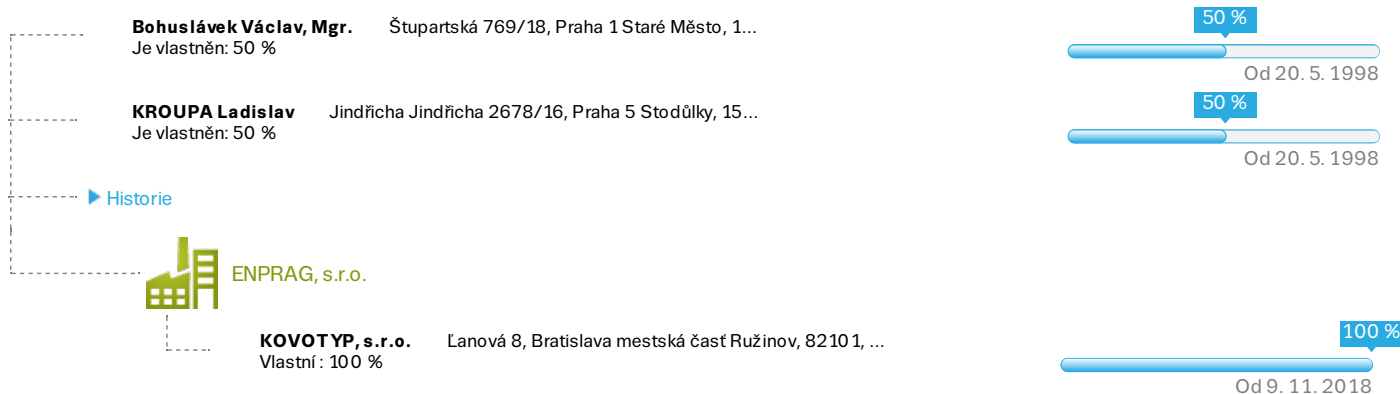 Bohuslávek Václav, Mgr. Štupartská 769/18, Praha 1 Staré Město, 1... 50 %
Je vlastněn: 50 %
Od 20. 5. 1998
KROUPA Ladislav Jindřicha Jindřicha 2678/16, Praha 5 Stodůlky, 15... 50 %
Je vlastněn: 50 %
Od 20. 5. 1998
Historie
ENPRAG, s.r.o.
KOVOTYP, s.r.o. Ľanová 8, Bratislava mestská časť Ružinov, 82101, ... 100 %
Vlastní : 100 %
Od 9. 11. 2018